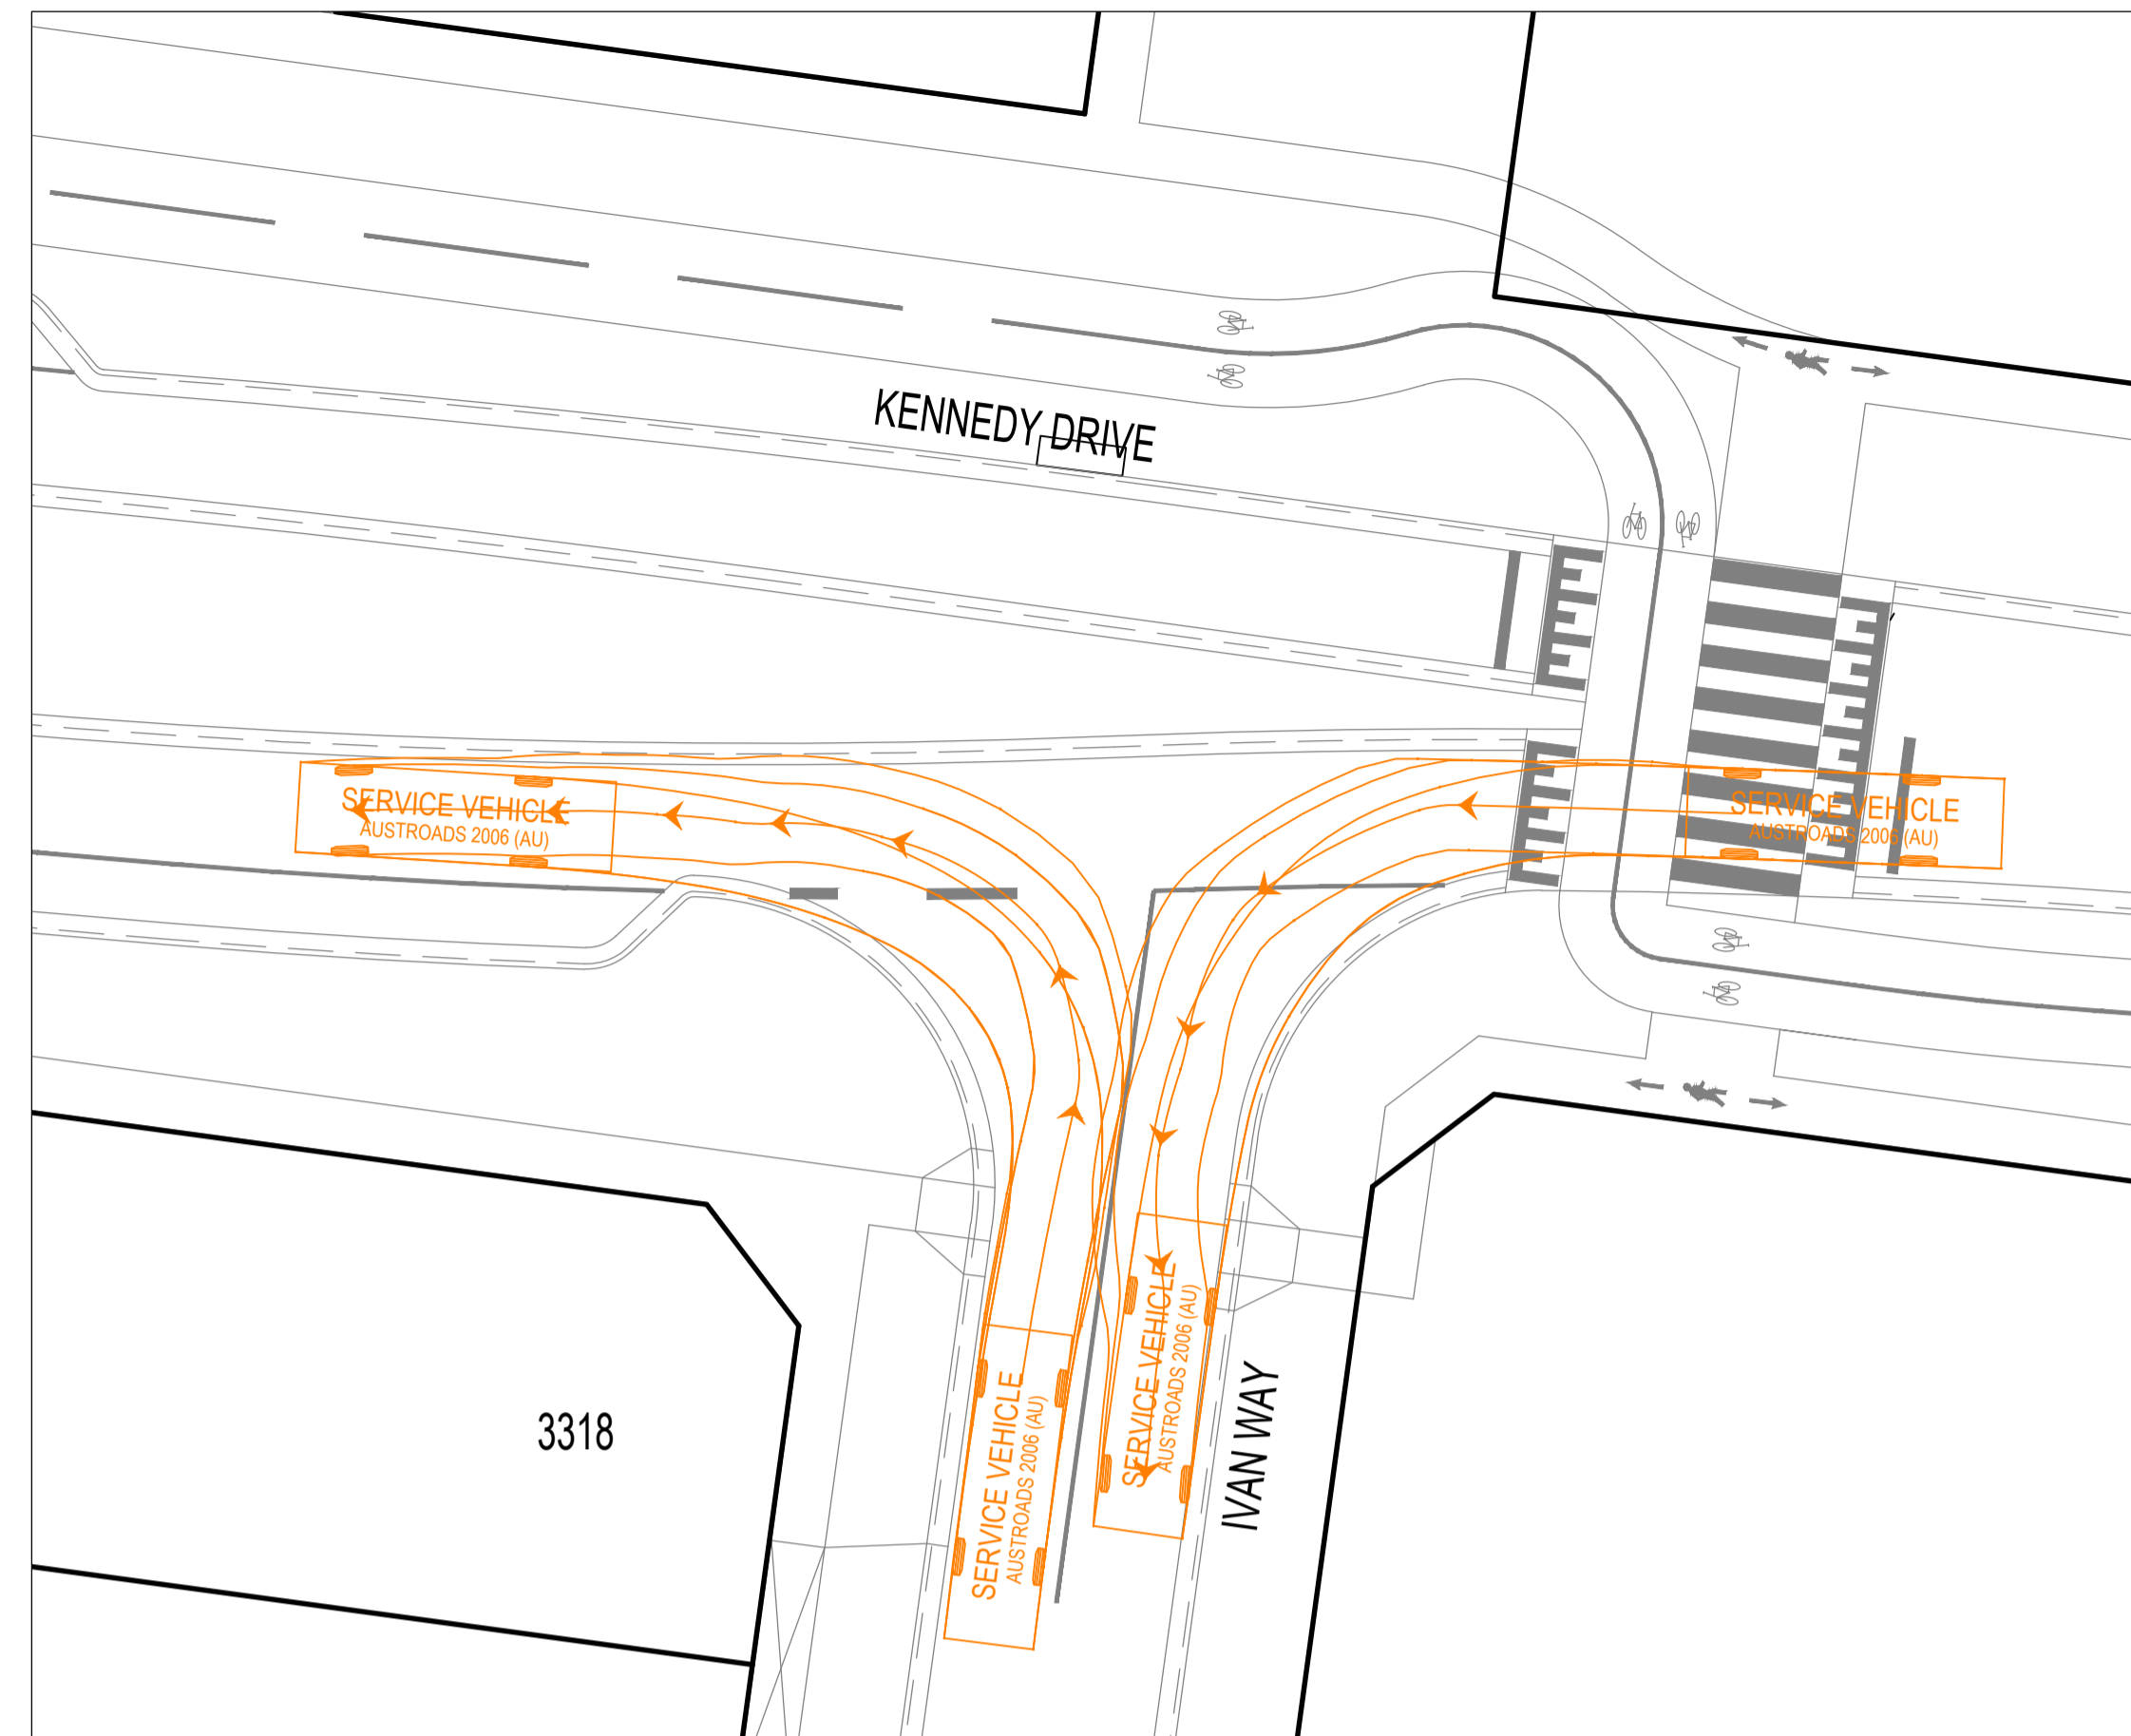 KENNEDY DRIVE
SERVICE VEHICLE
AUSTROADS 2006 (AU)
SERVICE VEHICLE
AUSTROADS 2006 (AU)
SERVICE VEHICLE
AUSTROADS 2006 (AU)
SERVICE VEHICLE
AUSTROADS 2006 (AU)
IVAN WAY
3318